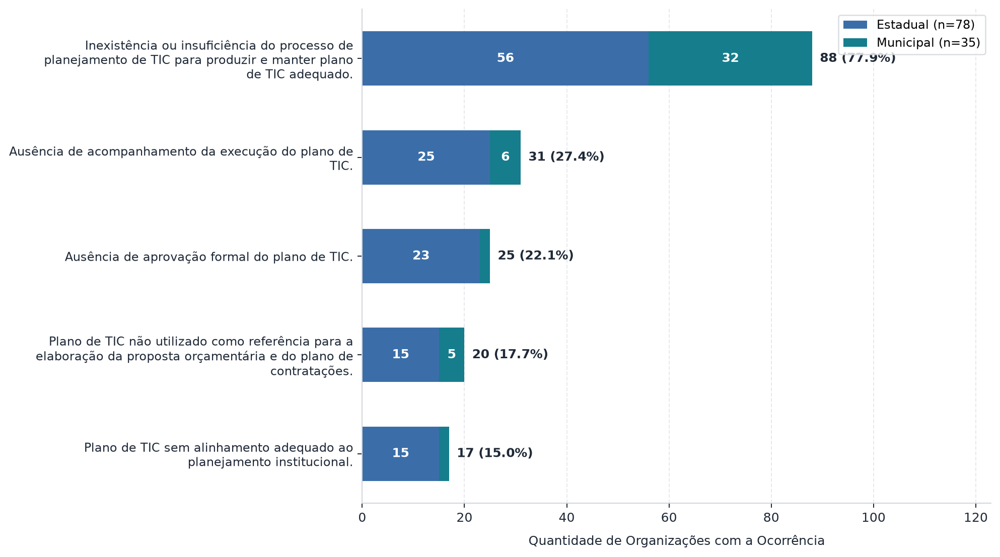 Estadual (n=78)
Municipal (n=35)
Inexistência ou insuficiência do processo de
planejamento de TIC para produzir e manter plano
de TIC adequado.
56
32
88 (77.9%)
Ausência de acompanhamento da execução do plano de
TIC.
25
6
31 (27.4%)
Ausência de aprovação formal do plano de TIC.
23
25 (22.1%)
Plano de TIC não utilizado como referência para a
elaboração da proposta orçamentária e do plano de
contratações.
15
5
20 (17.7%)
Plano de TIC sem alinhamento adequado ao
planejamento institucional.
15
17 (15.0%)
0
20
40
60
80
100
120
Quantidade de Organizações com a Ocorrência